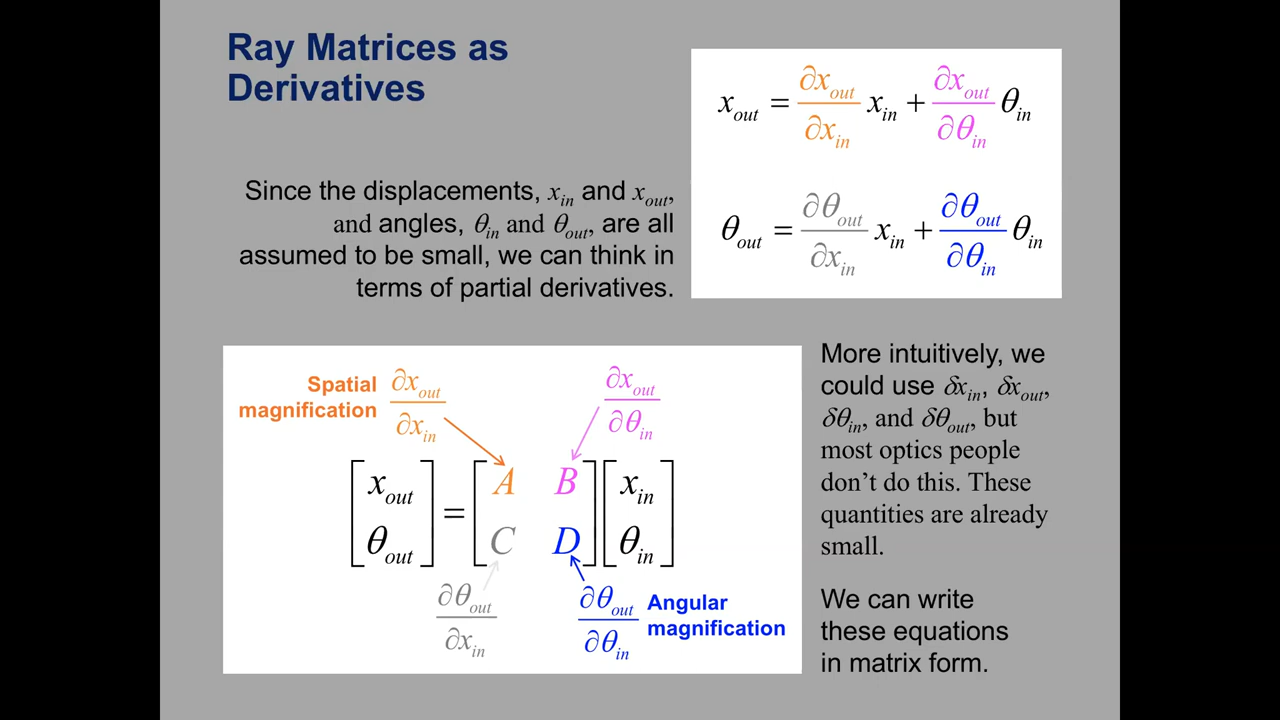 Ray Matrices as
Derivatives
Since the displacements, x_in and x_out,
and angles, θ_in and θ_out, are all
assumed to be small, we can think in
terms of partial derivatives.
x_out = ∂x_out/∂x_in x_in + ∂x_out/∂θ_in θ_in
θ_out = ∂θ_out/∂x_in x_in + ∂θ_out/∂θ_in θ_in
Spatial
magnification
∂x_out/∂x_in
∂x_out/∂θ_in
[x_out] = [A B] [x_in]
[θ_out] [C D] [θ_in]
∂θ_out/∂x_in
∂θ_out/∂θ_in
Angular
magnification
More intuitively, we
could use δx_in, δx_out,
δθ_in, and δθ_out, but
most optics people
don't do this. These
quantities are already
small.
We can write
these equations
in matrix form.